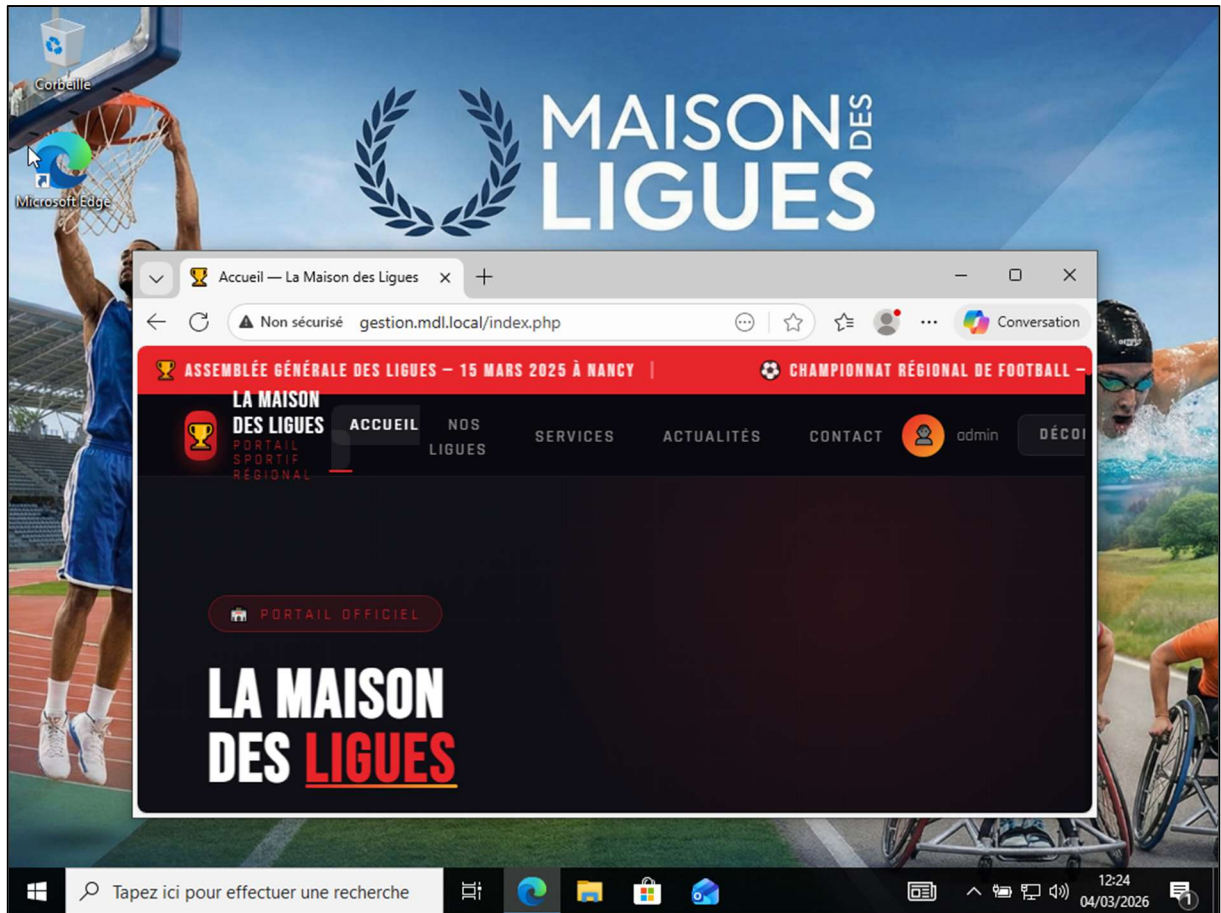 Corbeille
Microsoft Edge
MAISON DES
LIGUES
Accueil — La Maison des Ligues
Non sécurisé gestion.mdl.local/index.php
Conversation
ASSEMBLÉE GÉNÉRALE DES LIGUES – 15 MARS 2025 À NANCY |
CHAMPIONNAT RÉGIONAL DE FOOTBALL –
LA MAISON
DES LIGUES
PORTAIL
SPORTIF
RÉGIONAL
ACCUEIL
NOS
LIGUES
SERVICES
ACTUALITÉS
CONTACT
admin
DÉCO
PORTAIL OFFICIEL
LA MAISON
DES LIGUES
Tapez ici pour effectuer une recherche
12:24
04/03/2026
1